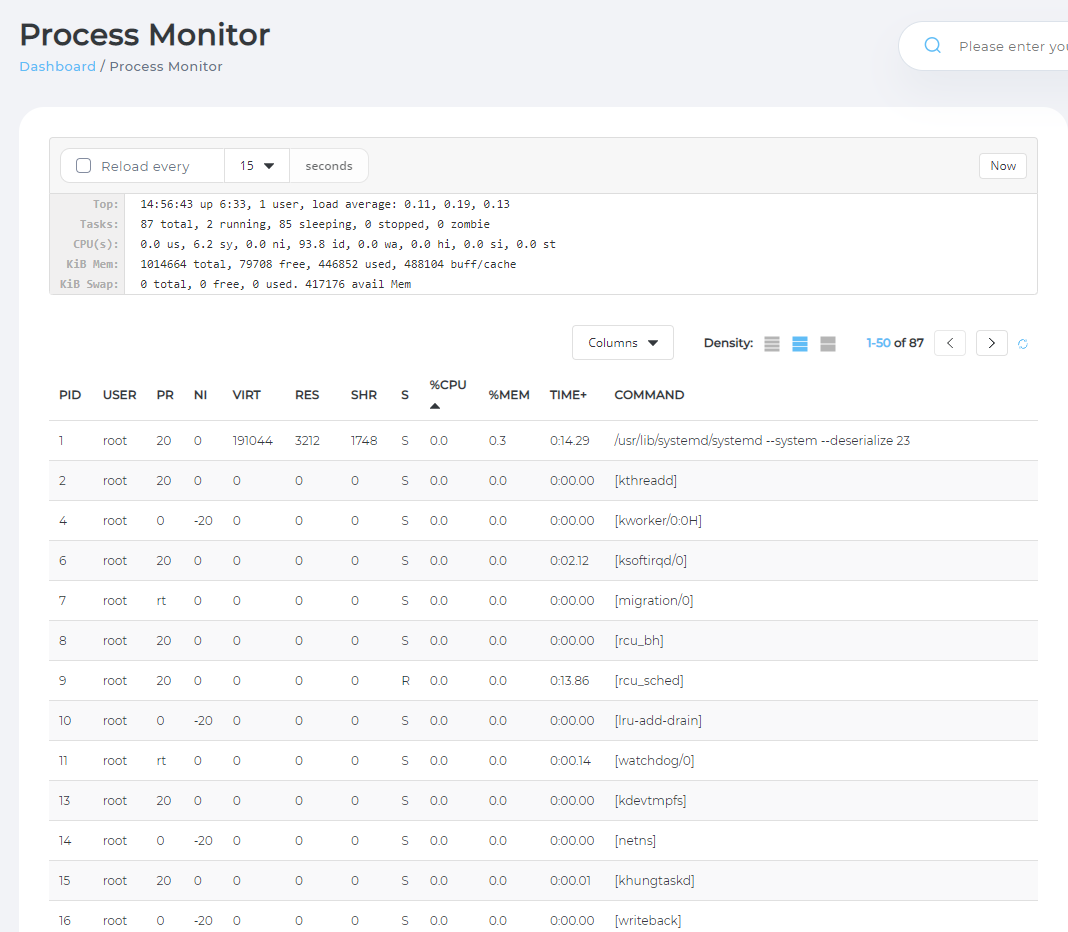 Process Monitor
Dashboard / Process Monitor
Please enter
Reload every 15 seconds Now
Top: 14:56:43 up 6:33, 1 user, load average: 0.11, 0.19, 0.13
Tasks: 87 total, 2 running, 85 sleeping, 0 stopped, 0 zombie
CPU(s): 0.0 us, 6.2 sy, 0.0 ni, 93.8 id, 0.0 wa, 0.0 hi, 0.0 si, 0.0 st
KiB Mem: 1014664 total, 79708 free, 446852 used, 488104 buff/cache
KiB Swap: 0 total, 0 free, 0 used. 417176 avail Mem
Columns Density: 1-50 of 87
PID USER PR NI VIRT RES SHR S %CPU %MEM TIME+ COMMAND
1 root 20 0 191044 3212 1748 S 0.0 0.3 0:14.29 /usr/lib/systemd/systemd --system --deserialize 23
2 root 20 0 0 0 0 S 0.0 0.0 0:00.00 [kthreadd]
4 root 0 -20 0 0 0 S 0.0 0.0 0:00.00 [kworker/0:0H]
6 root 20 0 0 0 0 S 0.0 0.0 0:02.12 [ksoftirqd/0]
7 root rt 0 0 0 0 S 0.0 0.0 0:00.00 [migration/0]
8 root 20 0 0 0 0 S 0.0 0.0 0:00.00 [rcu_bh]
9 root 20 0 0 0 0 R 0.0 0.0 0:13.86 [rcu_sched]
10 root 0 -20 0 0 0 S 0.0 0.0 0:00.00 [lru-add-drain]
11 root rt 0 0 0 0 S 0.0 0.0 0:00.14 [watchdog/0]
13 root 20 0 0 0 0 S 0.0 0.0 0:00.00 [kdevtmpfs]
14 root 0 -20 0 0 0 S 0.0 0.0 0:00.00 [netns]
15 root 20 0 0 0 0 S 0.0 0.0 0:00.01 [khungtaskd]
16 root 0 -20 0 0 0 S 0.0 0.0 0:00.00 [writeback]